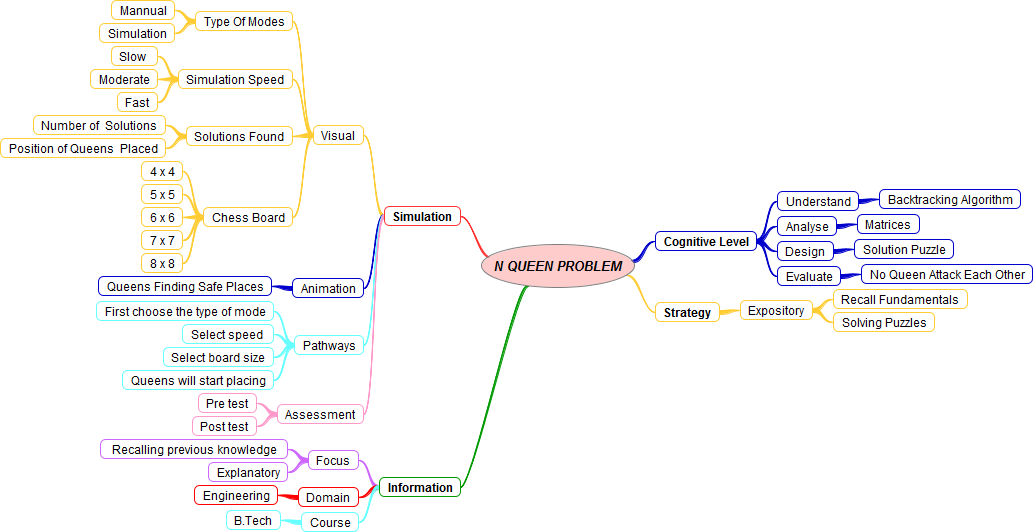 N QUEEN PROBLEM
Simulation
Visual
Type Of Modes
Mannual
Simulation
Simulation Speed
Slow
Moderate
Fast
Solutions Found
Number of Solutions
Position of Queens Placed
Chess Board
4 x 4
5 x 5
6 x 6
7 x 7
8 x 8
Animation
Queens Finding Safe Places
Pathways
First choose the type of mode
Select speed
Select board size
Queens will start placing
Assessment
Pre test
Post test
Information
Focus
Recalling previous knowledge
Explanatory
Domain
Engineering
Course
B.Tech
Cognitive Level
Understand
Backtracking Algorithm
Analyse
Matrices
Design
Solution Puzzle
Evaluate
No Queen Attack Each Other
Strategy
Expository
Recall Fundamentals
Solving Puzzles